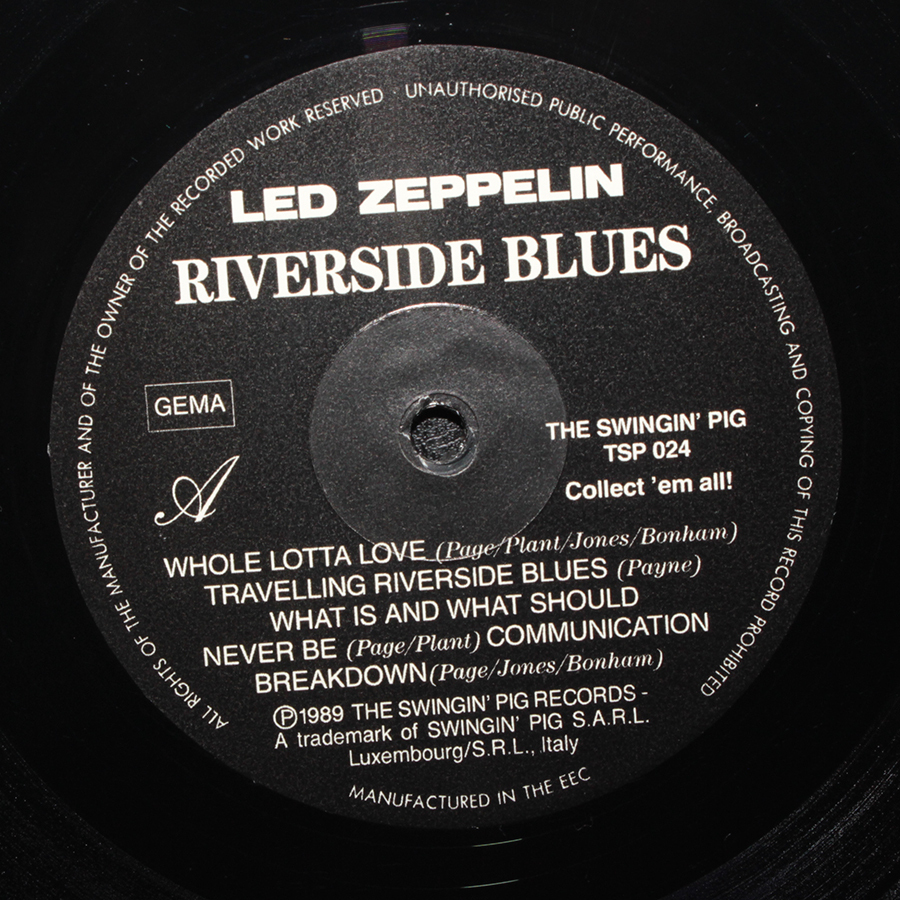 ALL RIGHTS OF THE MANUFACTURER AND OF THE OWNER OF THE RECORDED WORK RESERVED · UNAUTHORISED PUBLIC PERFORMANCE, BROADCASTING AND COPYING OF THIS RECORD PROHIBITED
LED ZEPPELIN
RIVERSIDE BLUES
GEMA
THE SWINGIN' PIG
TSP 024
Collect 'em all!
A
WHOLE LOTTA LOVE (Page/Plant/Jones/Bonham)
TRAVELLING RIVERSIDE BLUES (Payne)
WHAT IS AND WHAT SHOULD
NEVER BE (Page/Plant) COMMUNICATION
BREAKDOWN (Page/Jones/Bonham)
Ⓟ1989 THE SWINGIN' PIG RECORDS -
A trademark of SWINGIN' PIG S.A.R.L.
Luxembourg/S.R.L., Italy
MANUFACTURED IN THE EEC